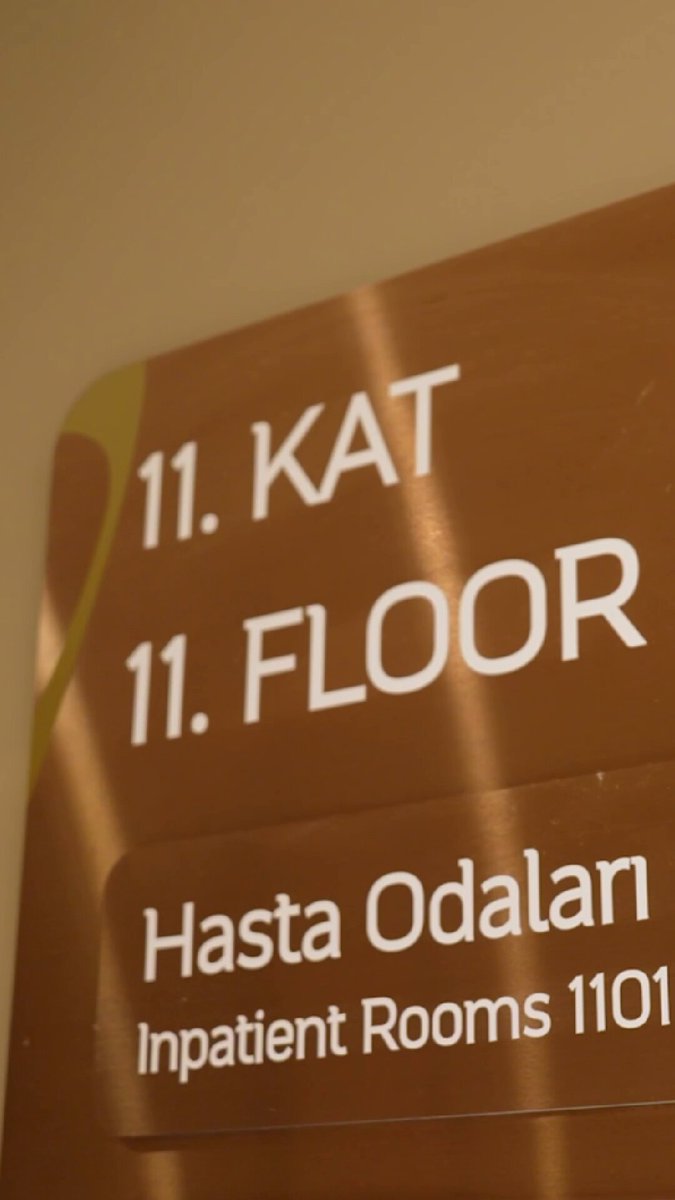 11. KAT
11. FLOOR
Hasta Odaları
Inpatient Rooms 1101